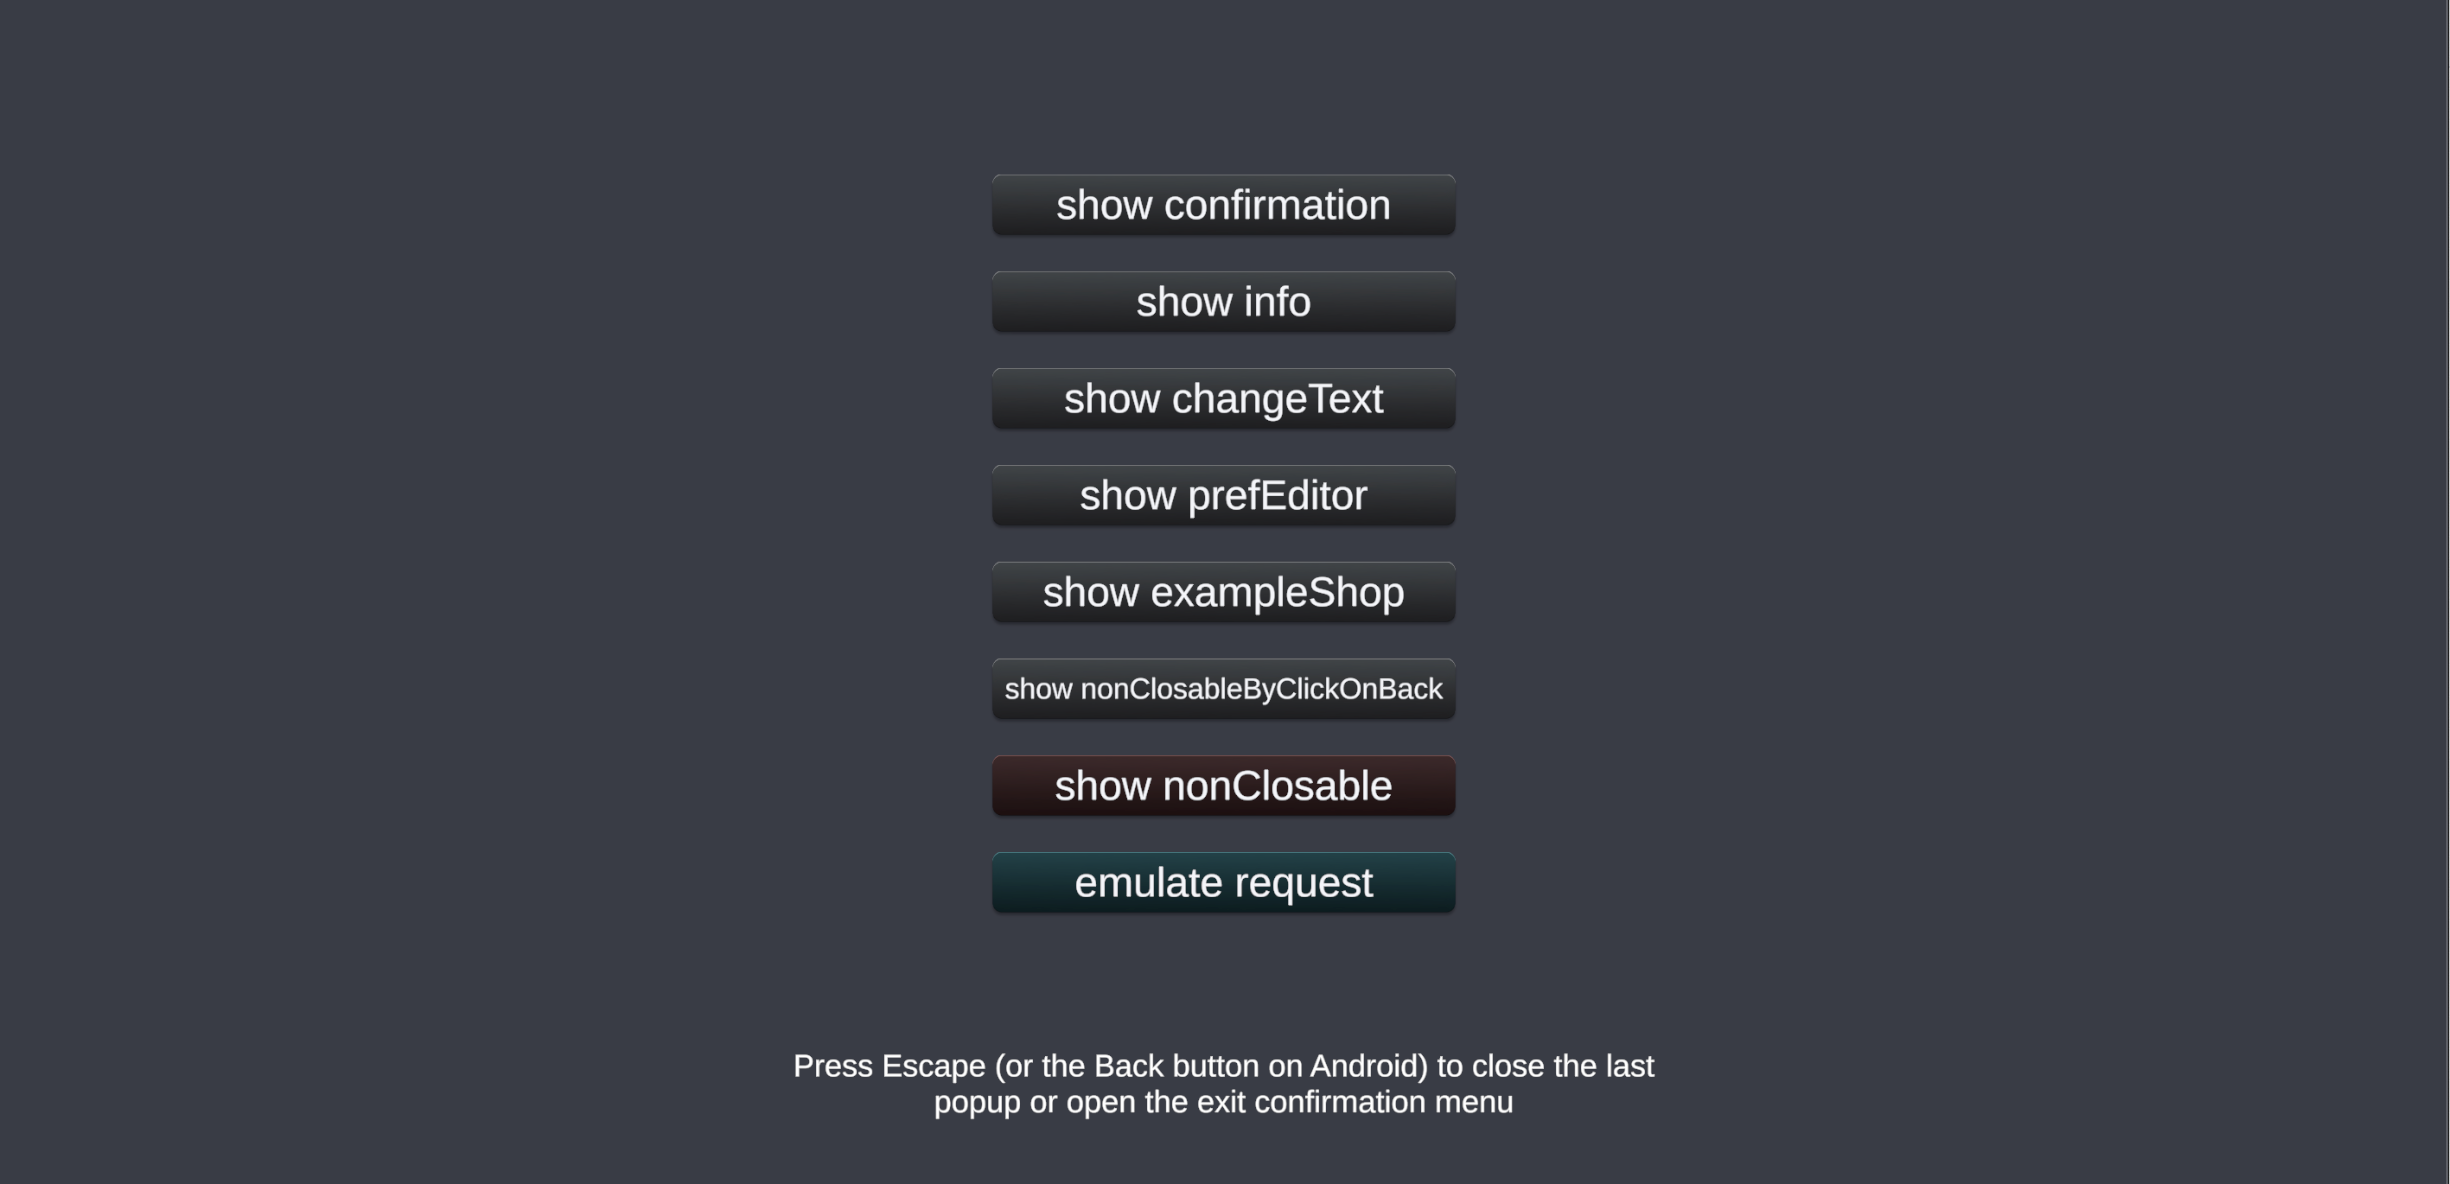 show confirmation
show info
show changeText
show prefEditor
show exampleShop
show nonClosableByClickOnBack
show nonClosable
emulate request
Press Escape (or the Back button on Android) to close the last
popup or open the exit confirmation menu